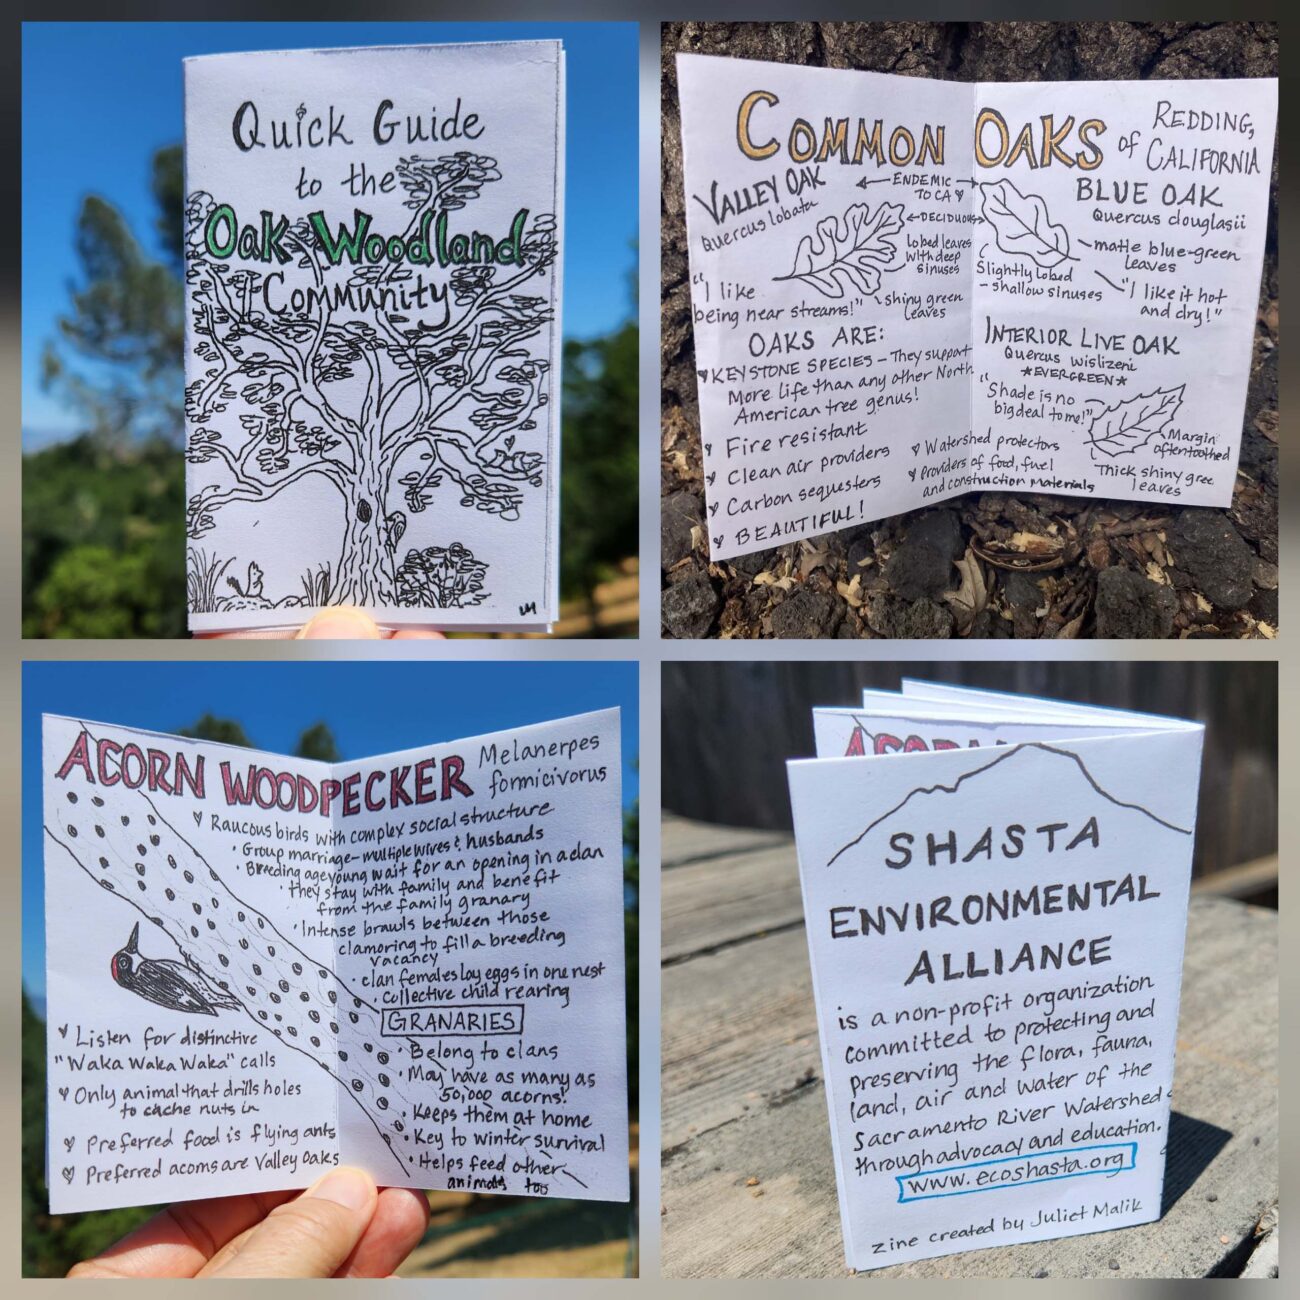 Quick Guide
to the
Oak Woodland
Community
COMMON OAKS of REDDING, CALIFORNIA
VALLEY OAK
Quercus lobata
← ENDEMIC →
TO CA ♥
← DECIDUOUS →
lobed leaves
with deep
sinuses
"I like
being near streams!"
shiny green
leaves
BLUE OAK
Quercus douglasii
matte blue-green
leaves
Slightly lobed
- shallow sinuses
"I like it hot
and dry!"
OAKS ARE:
♥ KEYSTONE SPECIES - They support
More life than any other North
American tree genus!
♥ Fire resistant
♥ Clean air providers
♥ Carbon sequesters
♥ BEAUTIFUL!
♥ Watershed protectors
♥ Providers of food, fuel
and construction materials
INTERIOR LIVE OAK
Quercus wislizeni
*EVERGREEN*
"Shade is no
big deal to me!"
Margin
often toothed
Thick shiny gree
leaves
ACORN WOODPECKER
Melanerpes
formicivorus
♥ Raucous birds with complex social structure
• Group marriage - multiple wives & husbands
• Breeding age young wait for an opening in a clan
• they stay with family and benefit
from the family granary
• Intense brawls between those
clamoring to fill a breeding
vacancy
• clan females lay eggs in one nest
• Collective child rearing
GRANARIES
• Belong to clans
• May have as many as
50,000 acorns!
• Keeps them at home
• Key to winter survival
• Helps feed other
animals too
♥ Listen for distinctive
"Waka Waka Waka" calls
♥ Only animal that drills holes
to cache nuts in
♥ Preferred food is flying ants
♥ Preferred acorns are Valley Oaks
ACORN
SHASTA
ENVIRONMENTAL
ALLIANCE
is a non-profit organization
committed to protecting and
preserving the flora, fauna,
land, air and water of the
Sacramento River Watershed
through advocacy and education.
www.ecoshasta.org
zine created by Juliet Malik